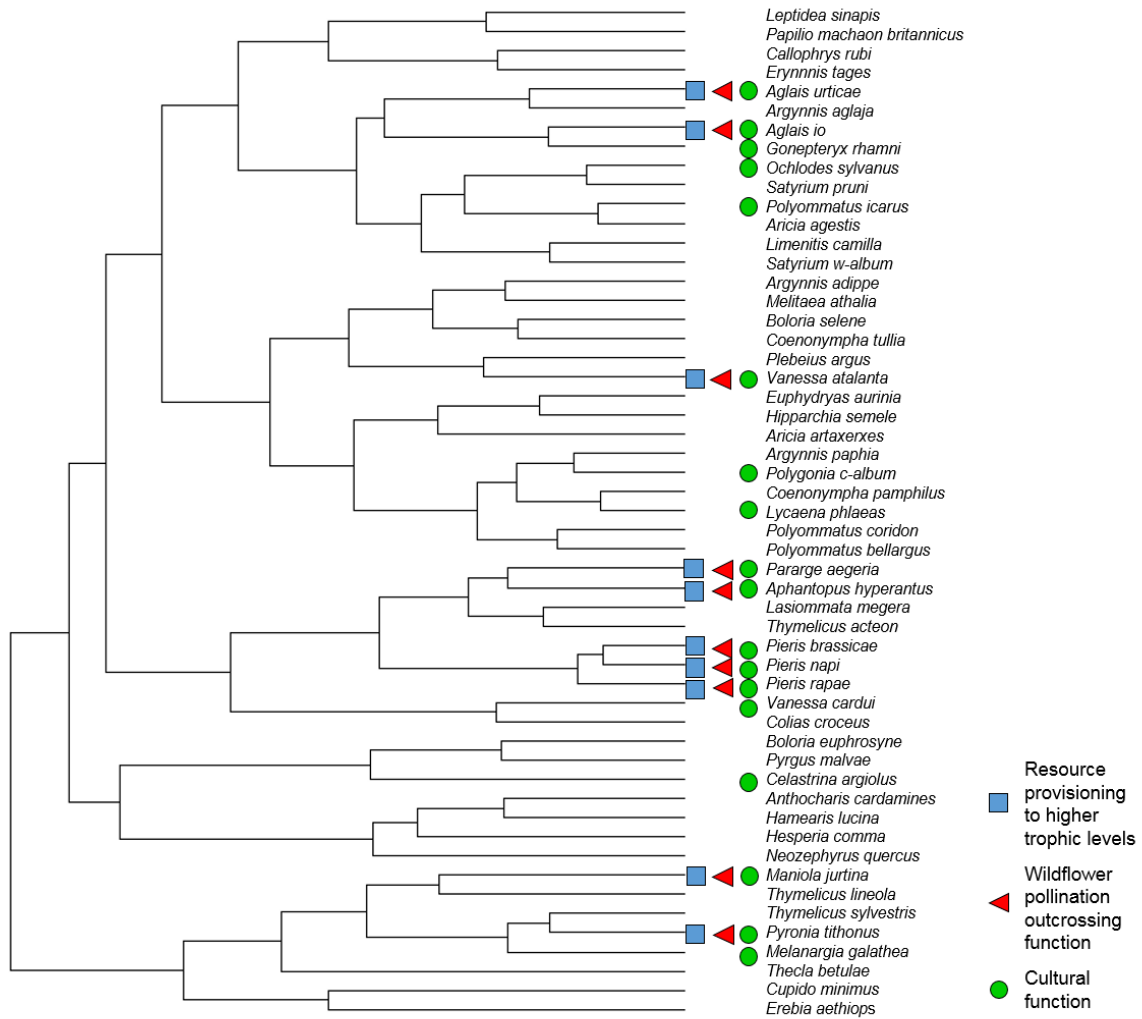 Leptidea sinapis
Papilio machaon britannicus
Callophrys rubi
Erynnnis tages
Aglais urticae
Argynnis aglaja
Aglais io
Gonepteryx rhamni
Ochlodes sylvanus
Satyrium pruni
Polyommatus icarus
Aricia agestis
Limenitis camilla
Satyrium w-album
Argynnis adippe
Melitaea athalia
Boloria selene
Coenonympha tullia
Plebeius argus
Vanessa atalanta
Euphydryas aurinia
Hipparchia semele
Aricia artaxerxes
Argynnis paphia
Polygonia c-album
Coenonympha pamphilus
Lycaena phlaeas
Polyommatus coridon
Polyommatus bellargus
Pararge aegeria
Aphantopus hyperantus
Lasiommata megera
Thymelicus acteon
Pieris brassicae
Pieris napi
Pieris rapae
Vanessa cardui
Colias croceus
Boloria euphrosyne
Pyrgus malvae
Celastrina argiolus
Anthocharis cardamines
Hamearis lucina
Hesperia comma
Neozephyrus quercus
Maniola jurtina
Thymelicus lineola
Thymelicus sylvestris
Pyronia tithonus
Melanargia galathea
Thecla betulae
Cupido minimus
Erebia aethiops
Resource
provisioning
to higher
trophic levels
Wildflower
pollination
outcrossing
function
Cultural
function